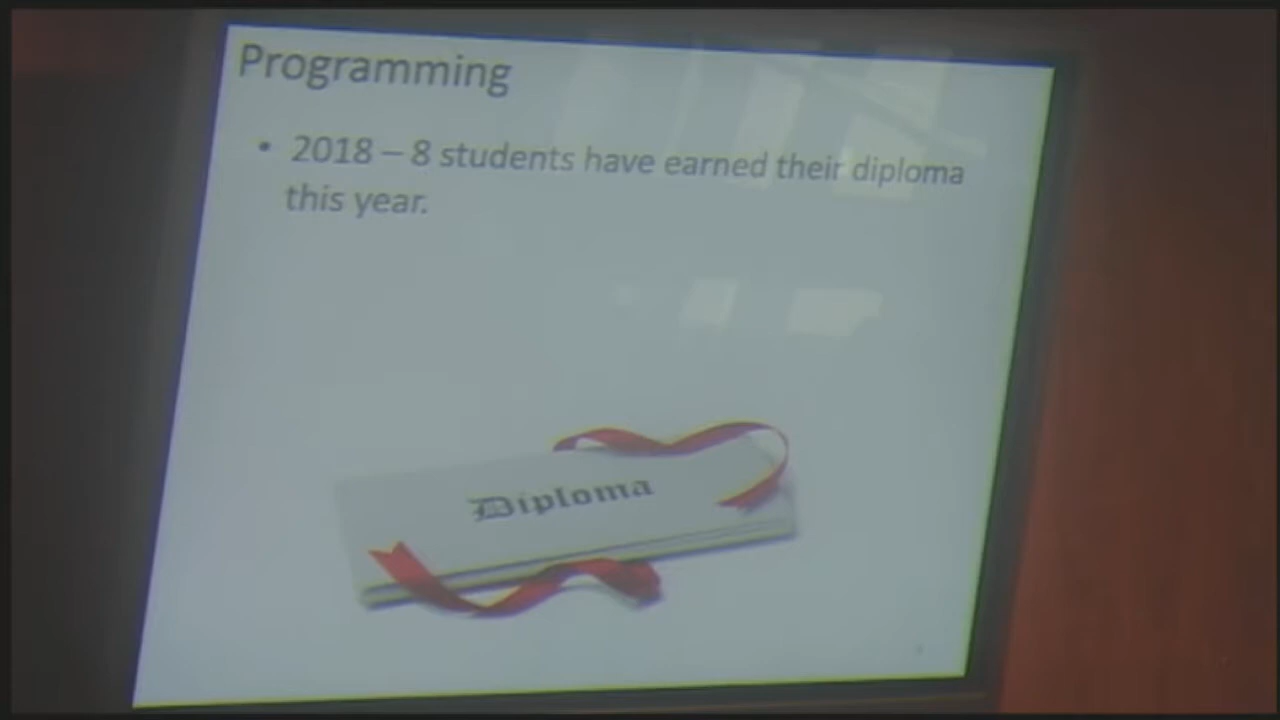 Programming
• 2018 – 8 students have earned their diploma
this year.
Diploma